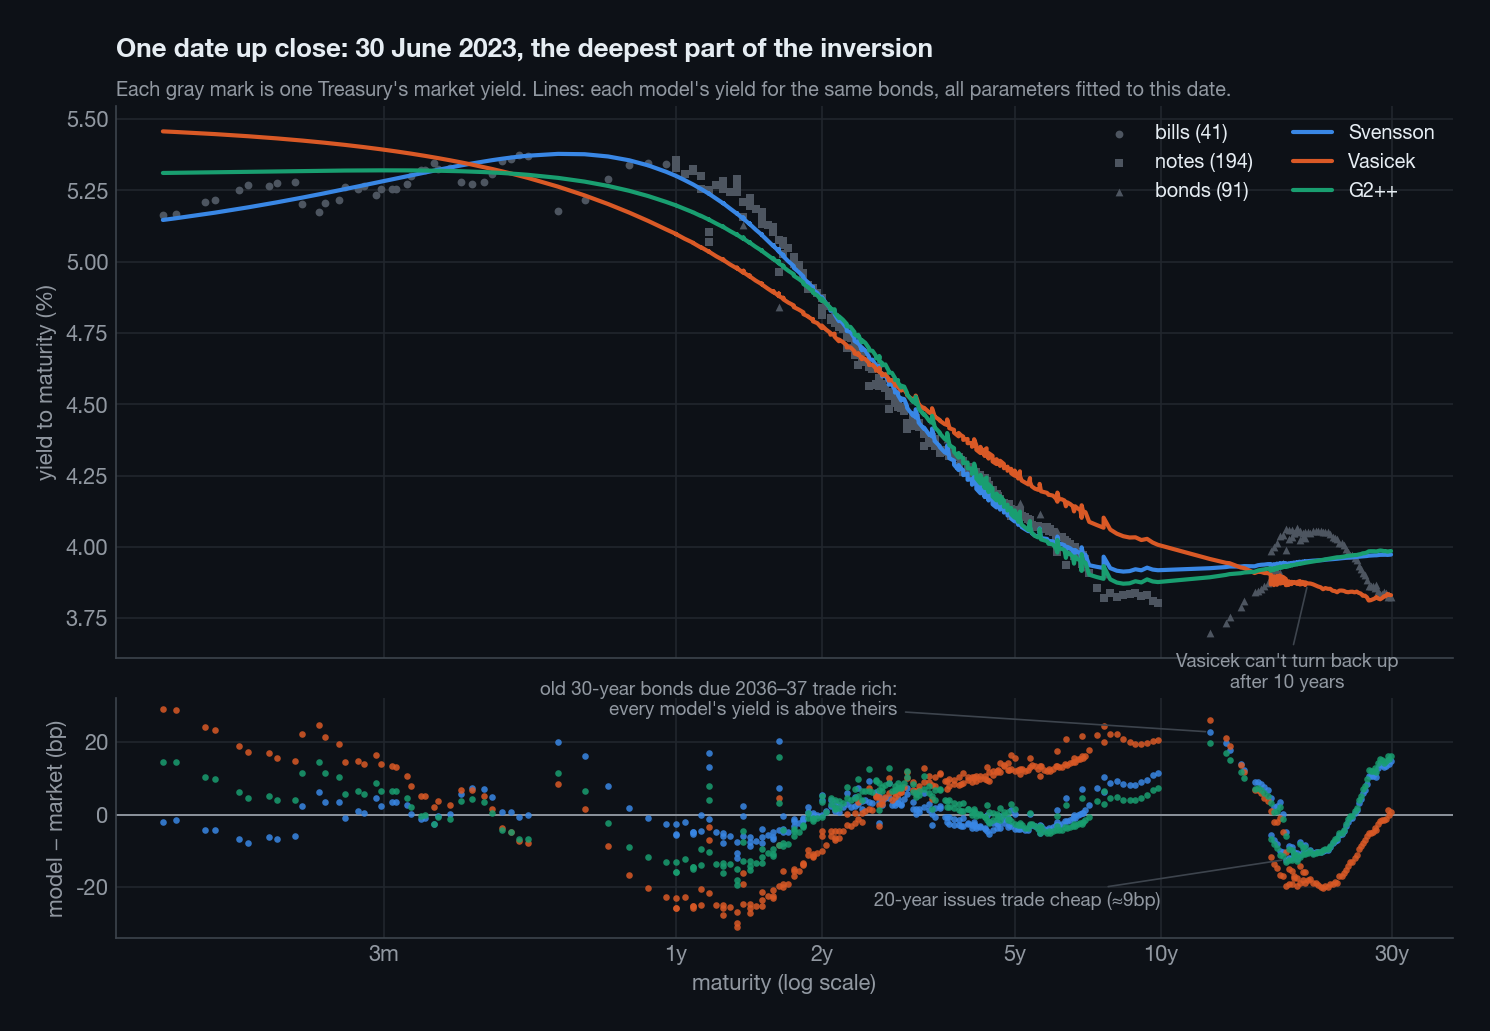 One date up close: 30 June 2023, the deepest part of the inversion
Each gray mark is one Treasury's market yield. Lines: each model's yield for the same bonds, all parameters fitted to this date.
yield to maturity (%)
5.50
5.25
5.00
4.75
4.50
4.25
4.00
3.75
bills (41)
notes (194)
bonds (91)
Svensson
Vasicek
G2++
Vasicek can't turn back up
after 10 years
old 30-year bonds due 2036–37 trade rich:
every model's yield is above theirs
model − market (bp)
20
0
-20
20-year issues trade cheap (≈9bp)
3m
1y
2y
5y
10y
30y
maturity (log scale)